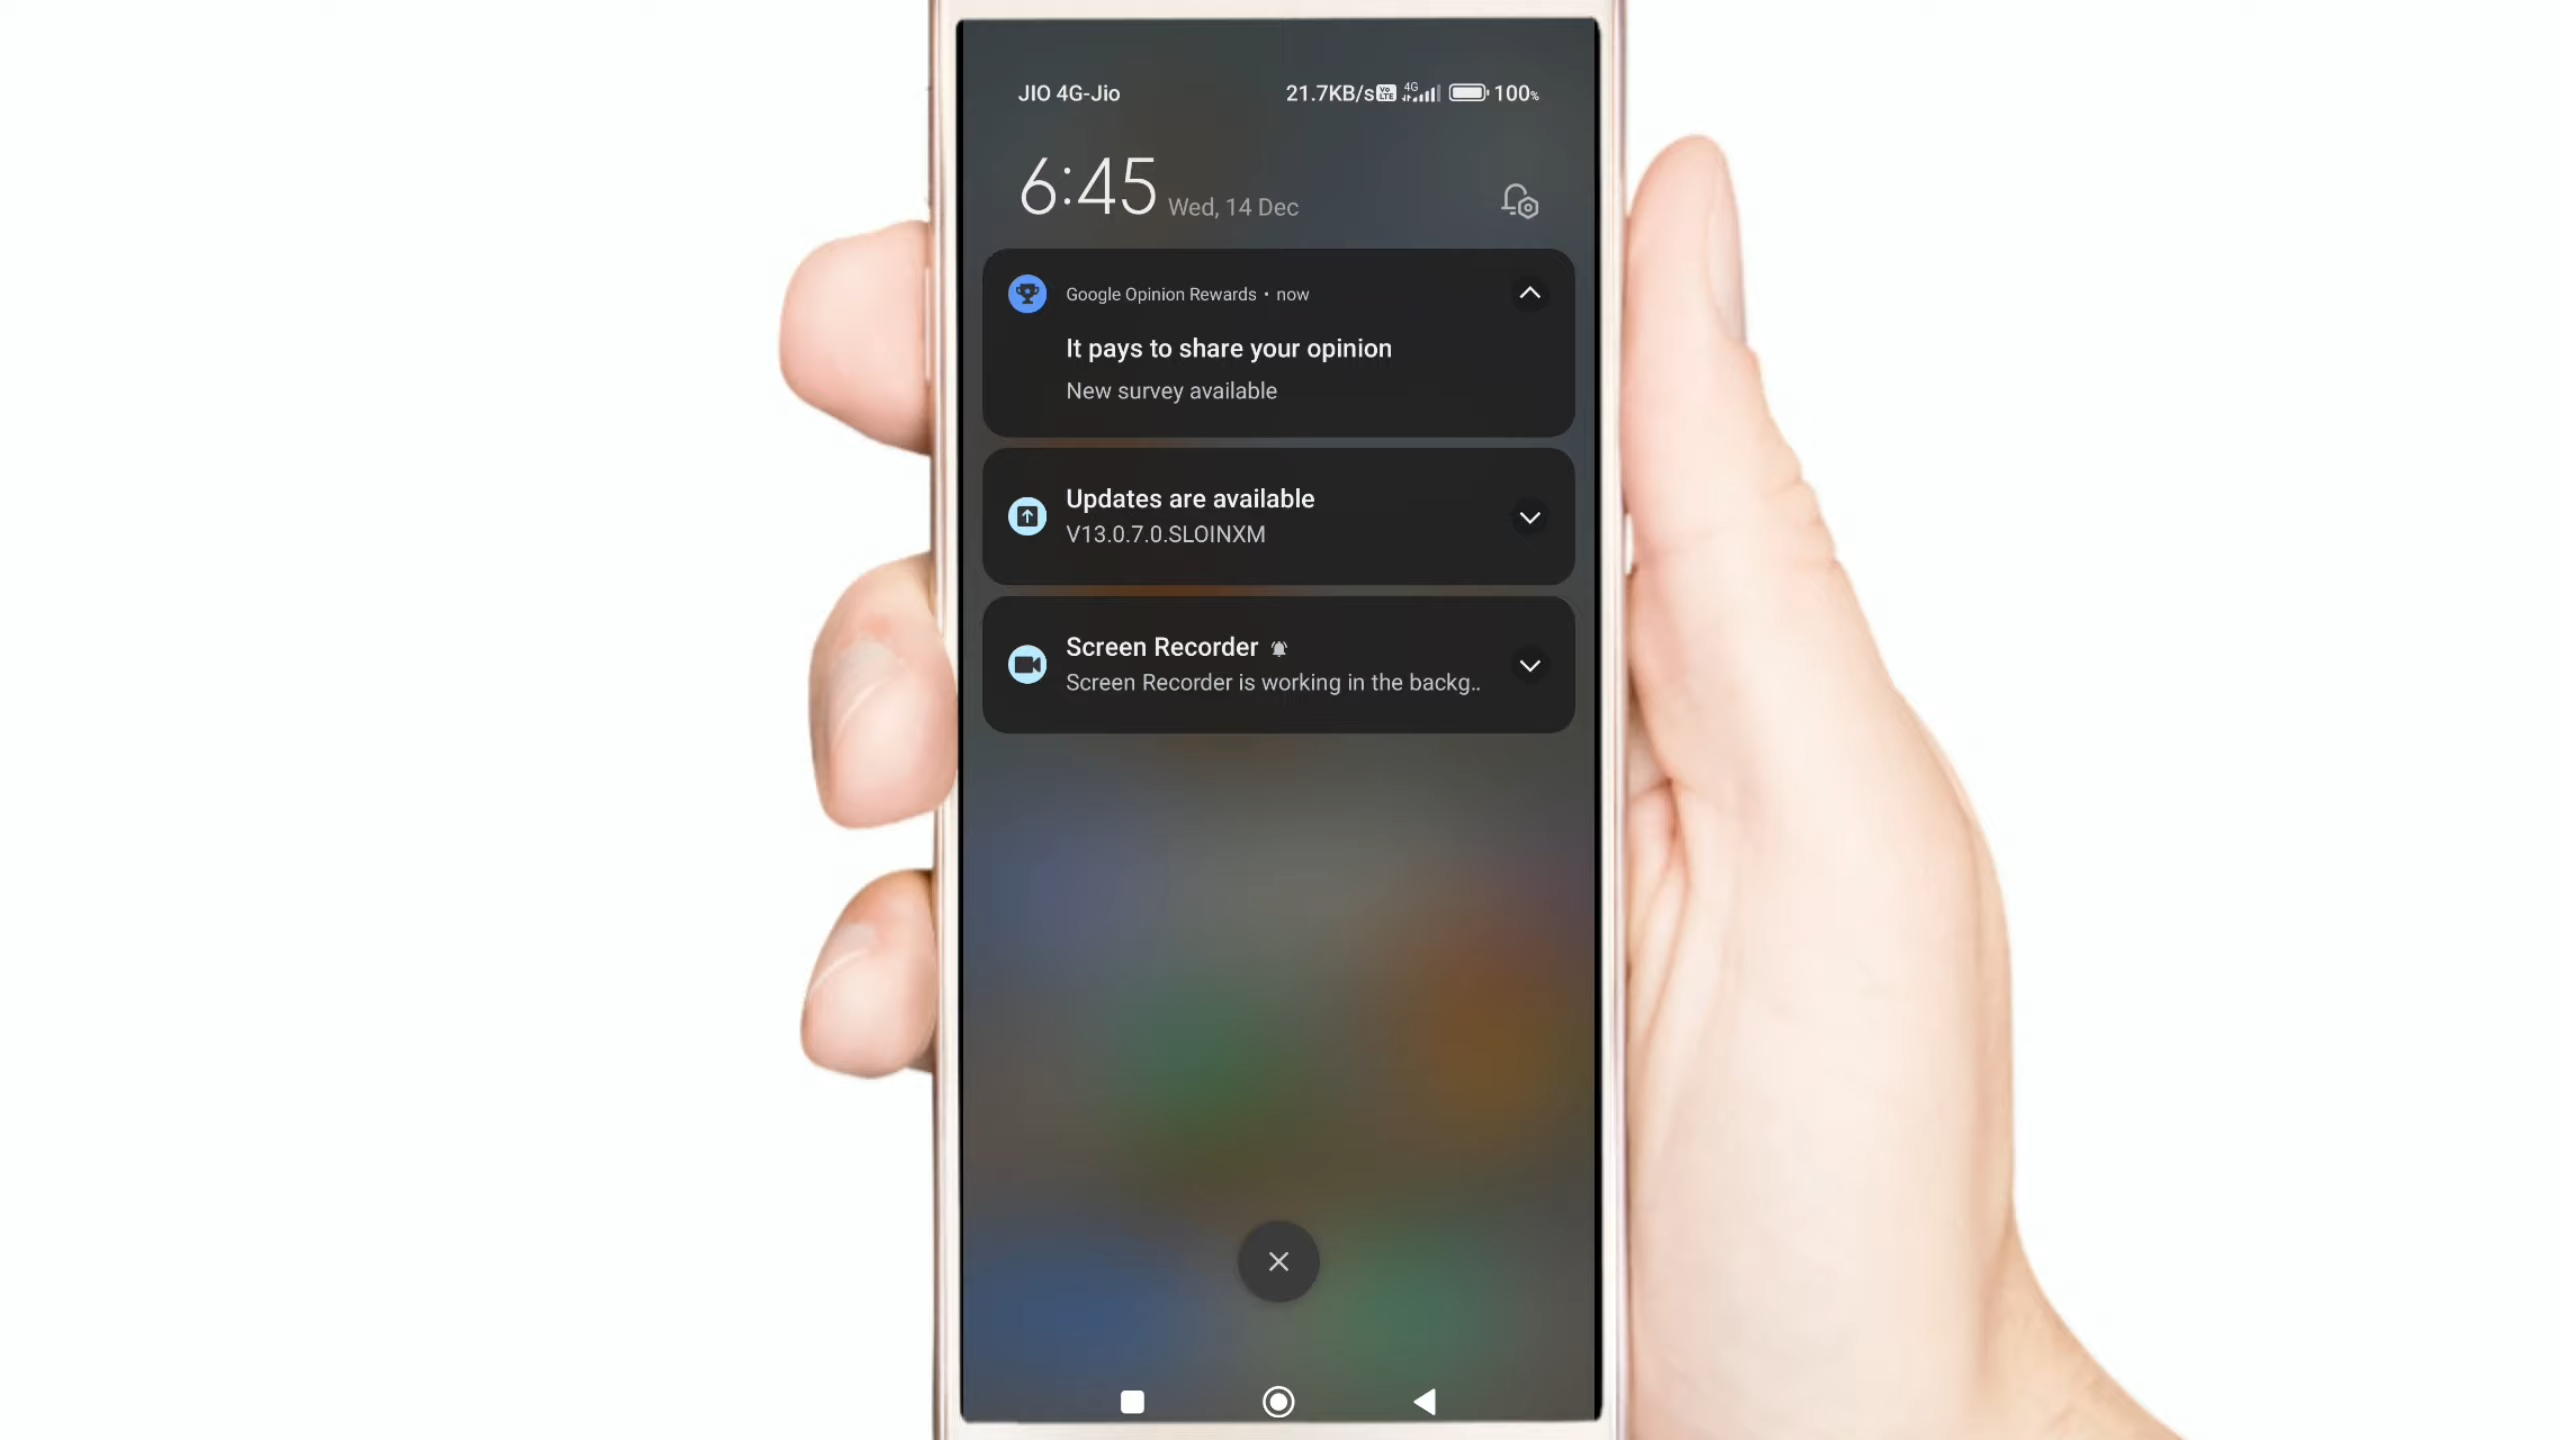 JIO 4G-Jio
21.7KB/s Vo LTE 4G 100%
6:45 Wed, 14 Dec
Google Opinion Rewards • now
It pays to share your opinion
New survey available
Updates are available
V13.0.7.0.SLOINXM
Screen Recorder
Screen Recorder is working in the backg..